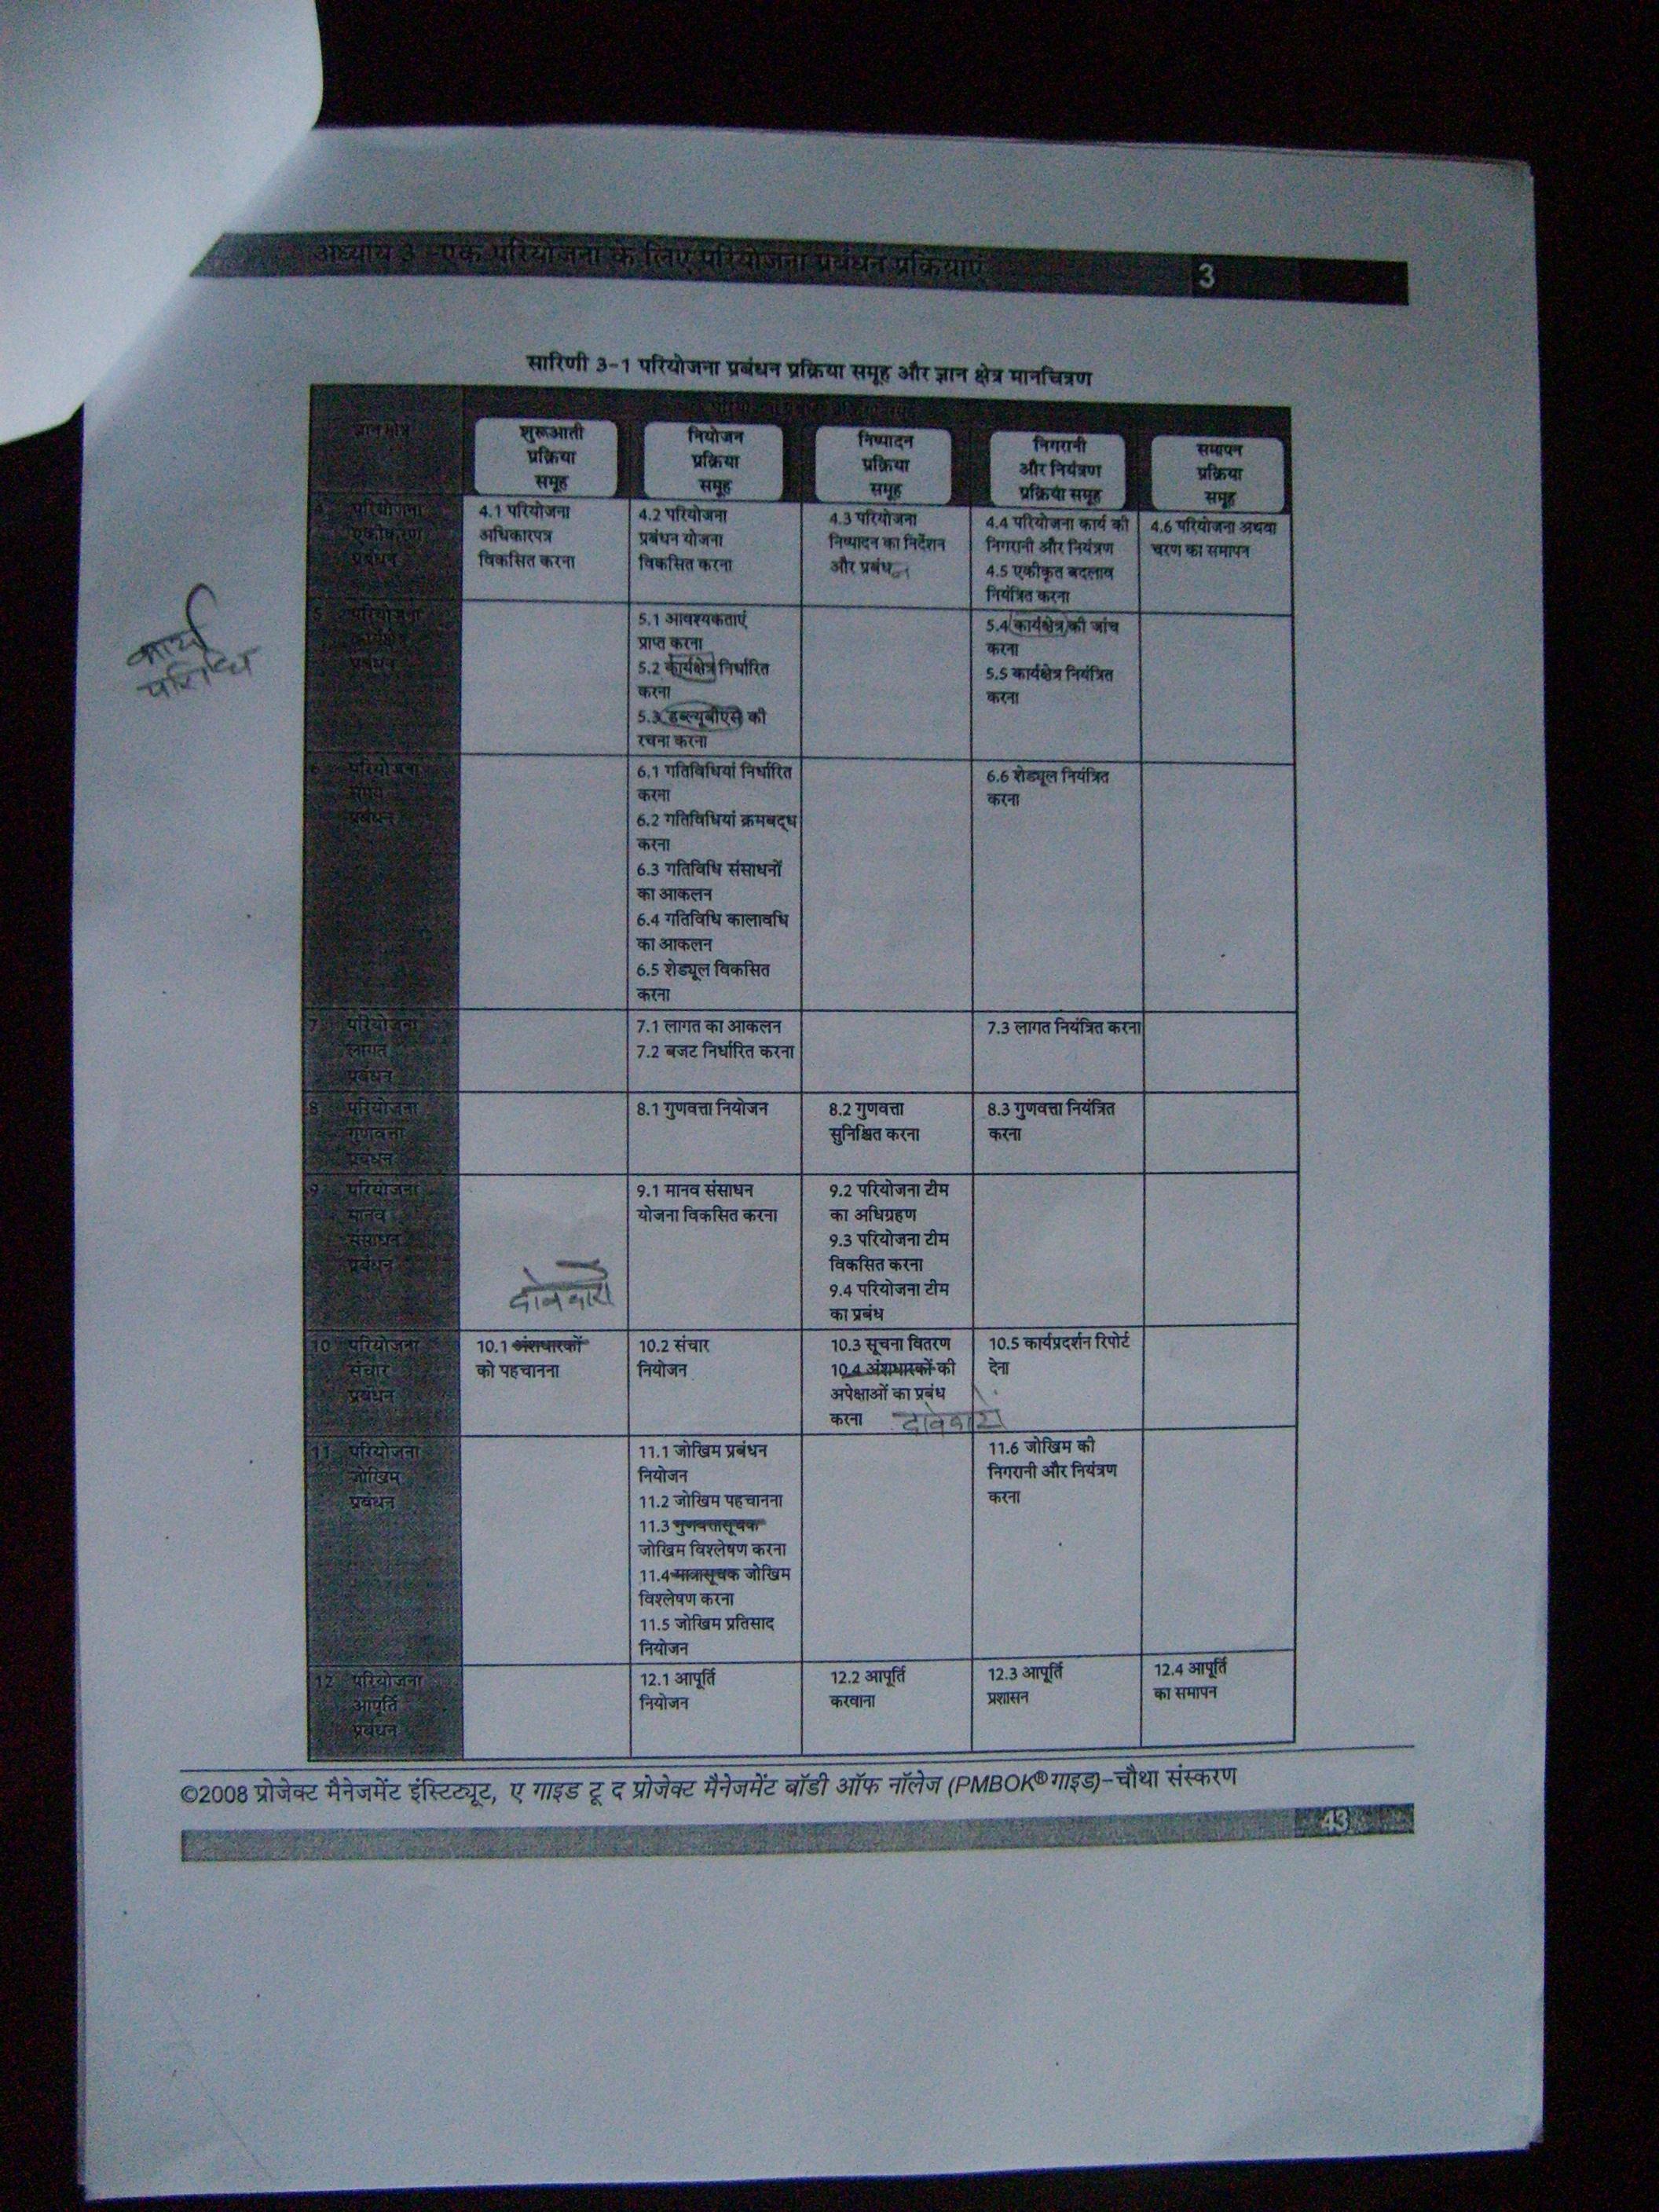 अध्याय 3 -एक परियोजना के लिए परियोजना प्रबंधन प्रक्रियाएं
3
सारिणी 3-1 परियोजना प्रबंधन प्रक्रिया समूह और ज्ञान क्षेत्र मानचित्रण
ज्ञान क्षेत्र
शुरूआती
प्रक्रिया
समूह
नियोजन
प्रक्रिया
समूह
निष्पादन
प्रक्रिया
समूह
निगरानी
और नियंत्रण
प्रक्रिया समूह
समापन
प्रक्रिया
समूह
4 परियोजना
एकीकरण
प्रबंधन
4.1 परियोजना
अधिकारपत्र
विकसित करना
4.2 परियोजना
प्रबंधन योजना
विकसित करना
4.3 परियोजना
निष्पादन का निर्देशन
और प्रबंध
4.4 परियोजना कार्य की
निगरानी और नियंत्रण
4.5 एकीकृत बदलाव
नियंत्रित करना
4.6 परियोजना अथवा
चरण का समापन
कार्य
परिधि
5 परियोजना
कार्यक्षेत्र
प्रबंधन
5.1 आवश्यकताएं
प्राप्त करना
5.2 कार्यक्षेत्र निर्धारित
करना
5.3 डब्ल्यूबीएस की
रचना करना
5.4 कार्यक्षेत्र की जांच
करना
5.5 कार्यक्षेत्र नियंत्रित
करना
6 परियोजना
समय
प्रबंधन
6.1 गतिविधियां निर्धारित
करना
6.2 गतिविधियां क्रमबद्ध
करना
6.3 गतिविधि संसाधनों
का आकलन
6.4 गतिविधि कालावधि
का आकलन
6.5 शेड्यूल विकसित
करना
6.6 शेड्यूल नियंत्रित
करना
7 परियोजना
लागत
प्रबंधन
7.1 लागत का आकलन
7.2 बजट निर्धारित करना
7.3 लागत नियंत्रित करना
8 परियोजना
गुणवत्ता
प्रबंधन
8.1 गुणवत्ता नियोजन
8.2 गुणवत्ता
सुनिश्चित करना
8.3 गुणवत्ता नियंत्रित
करना
9 परियोजना
मानव
संसाधन
प्रबंधन
9.1 मानव संसाधन
योजना विकसित करना
9.2 परियोजना टीम
का अधिग्रहण
9.3 परियोजना टीम
विकसित करना
9.4 परियोजना टीम
का प्रबंध
10 परियोजना
संचार
प्रबंधन
10.1 अंशधारकों
को पहचानना
10.2 संचार
नियोजन
10.3 सूचना वितरण
10.4 अंशधारकों की
अपेक्षाओं का प्रबंध
करना
10.5 कार्यप्रदर्शन रिपोर्ट
देना
11 परियोजना
जोखिम
प्रबंधन
11.1 जोखिम प्रबंधन
नियोजन
11.2 जोखिम पहचानना
11.3 गुणवत्तासूचक
जोखिम विश्लेषण करना
11.4 मात्रासूचक जोखिम
विश्लेषण करना
11.5 जोखिम प्रतिसाद
नियोजन
11.6 जोखिम की
निगरानी और नियंत्रण
करना
12 परियोजना
आपूर्ति
प्रबंधन
12.1 आपूर्ति
नियोजन
12.2 आपूर्ति
करवाना
12.3 आपूर्ति
प्रशासन
12.4 आपूर्ति
का समापन
©2008 प्रोजेक्ट मैनेजमेंट इंस्टिट्यूट, ए गाइड टू द प्रोजेक्ट मैनेजमेंट बॉडी ऑफ नॉलेज (PMBOK® गाइड)-चौथा संस्करण
43